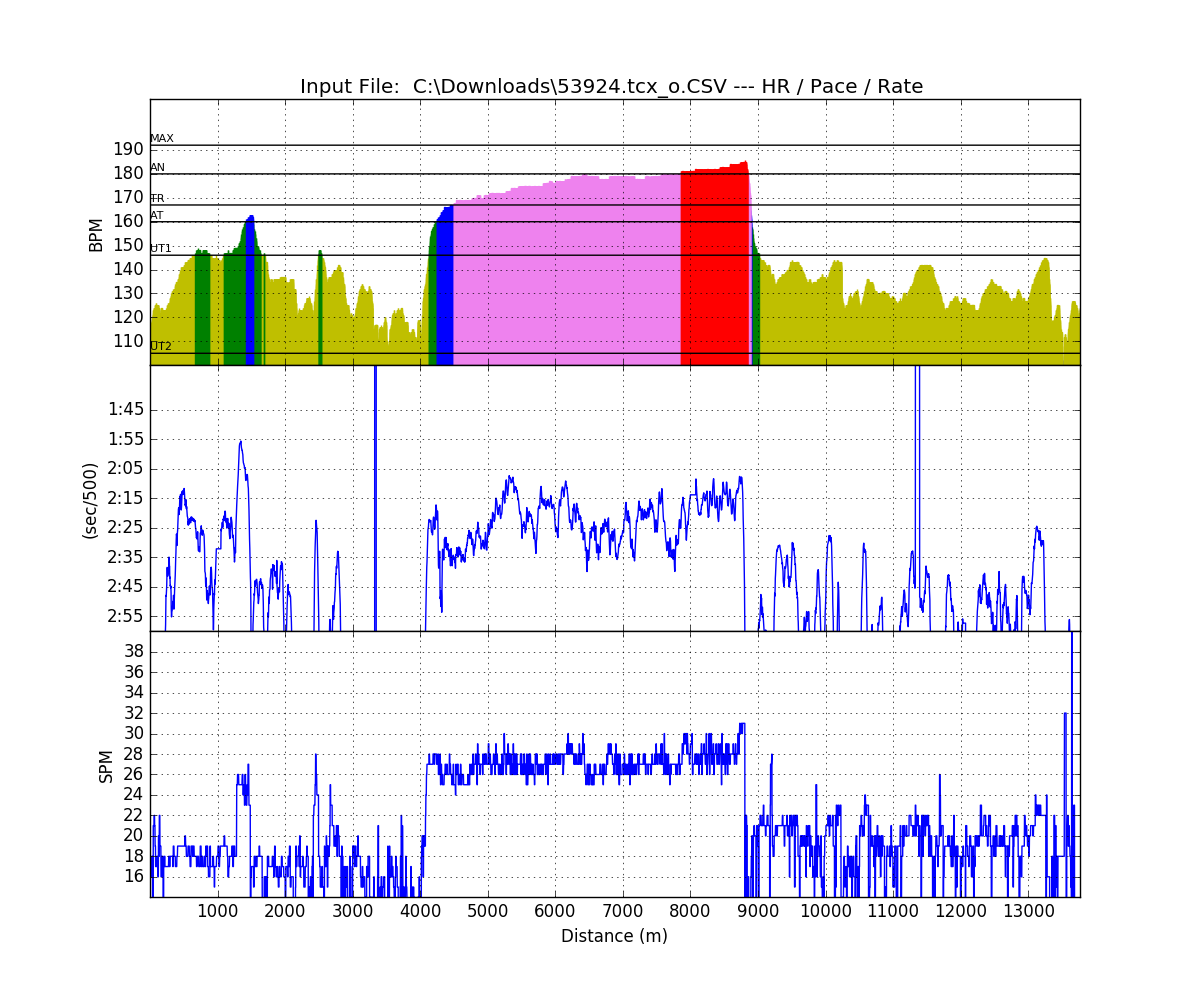 Input File:  C:\Downloads\53924.tcx_o.CSV --- HR / Pace / Rate
MAX
190
AN
180
TR
170
AT
160
UT1
150
140
130
120
110
UT2
BPM
1:45
1:55
2:05
2:15
2:25
2:35
2:45
2:55
(sec/500)
38
36
34
32
30
28
26
24
22
20
18
16
SPM
1000 2000 3000 4000 5000 6000 7000 8000 9000 10000 11000 12000 13000
Distance (m)